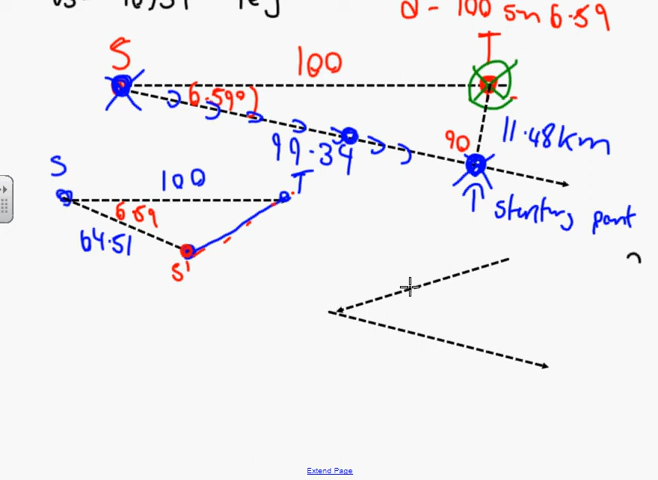 d = 100 sin 6.59
S
100
T
6.59°
90
11.48km
99.34
starting point
S
100
T
6.59
64.51
S'
Extend Page